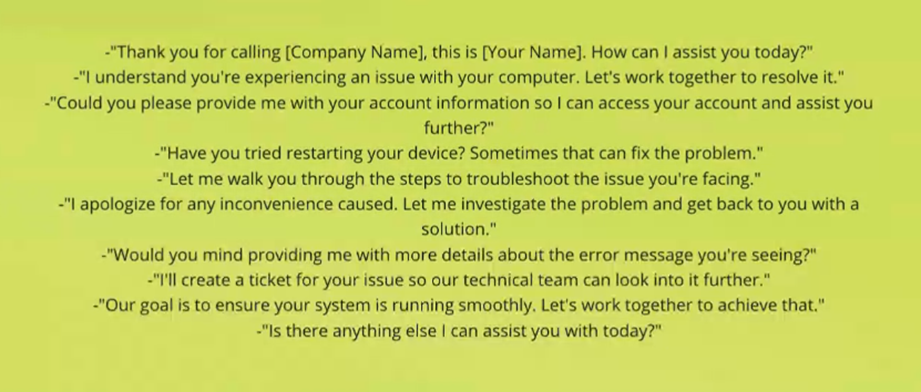 -"Thank you for calling [Company Name], this is [Your Name]. How can I assist you today?"
-"I understand you're experiencing an issue with your computer. Let's work together to resolve it."
-"Could you please provide me with your account information so I can access your account and assist you
further?"
-"Have you tried restarting your device? Sometimes that can fix the problem."
-"Let me walk you through the steps to troubleshoot the issue you're facing."
-"I apologize for any inconvenience caused. Let me investigate the problem and get back to you with a
solution."
-"Would you mind providing me with more details about the error message you're seeing?"
-"I'll create a ticket for your issue so our technical team can look into it further."
-"Our goal is to ensure your system is running smoothly. Let's work together to achieve that."
-"Is there anything else I can assist you with today?"